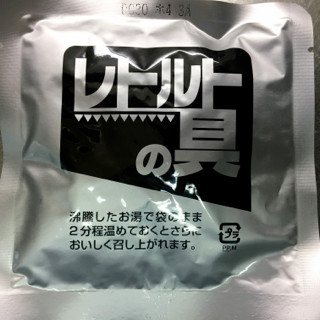 レトルト
の具
沸騰したお湯で袋のまま
2分程温めておくとさらに
おいしく召し上がれます。
プラ
PP,M